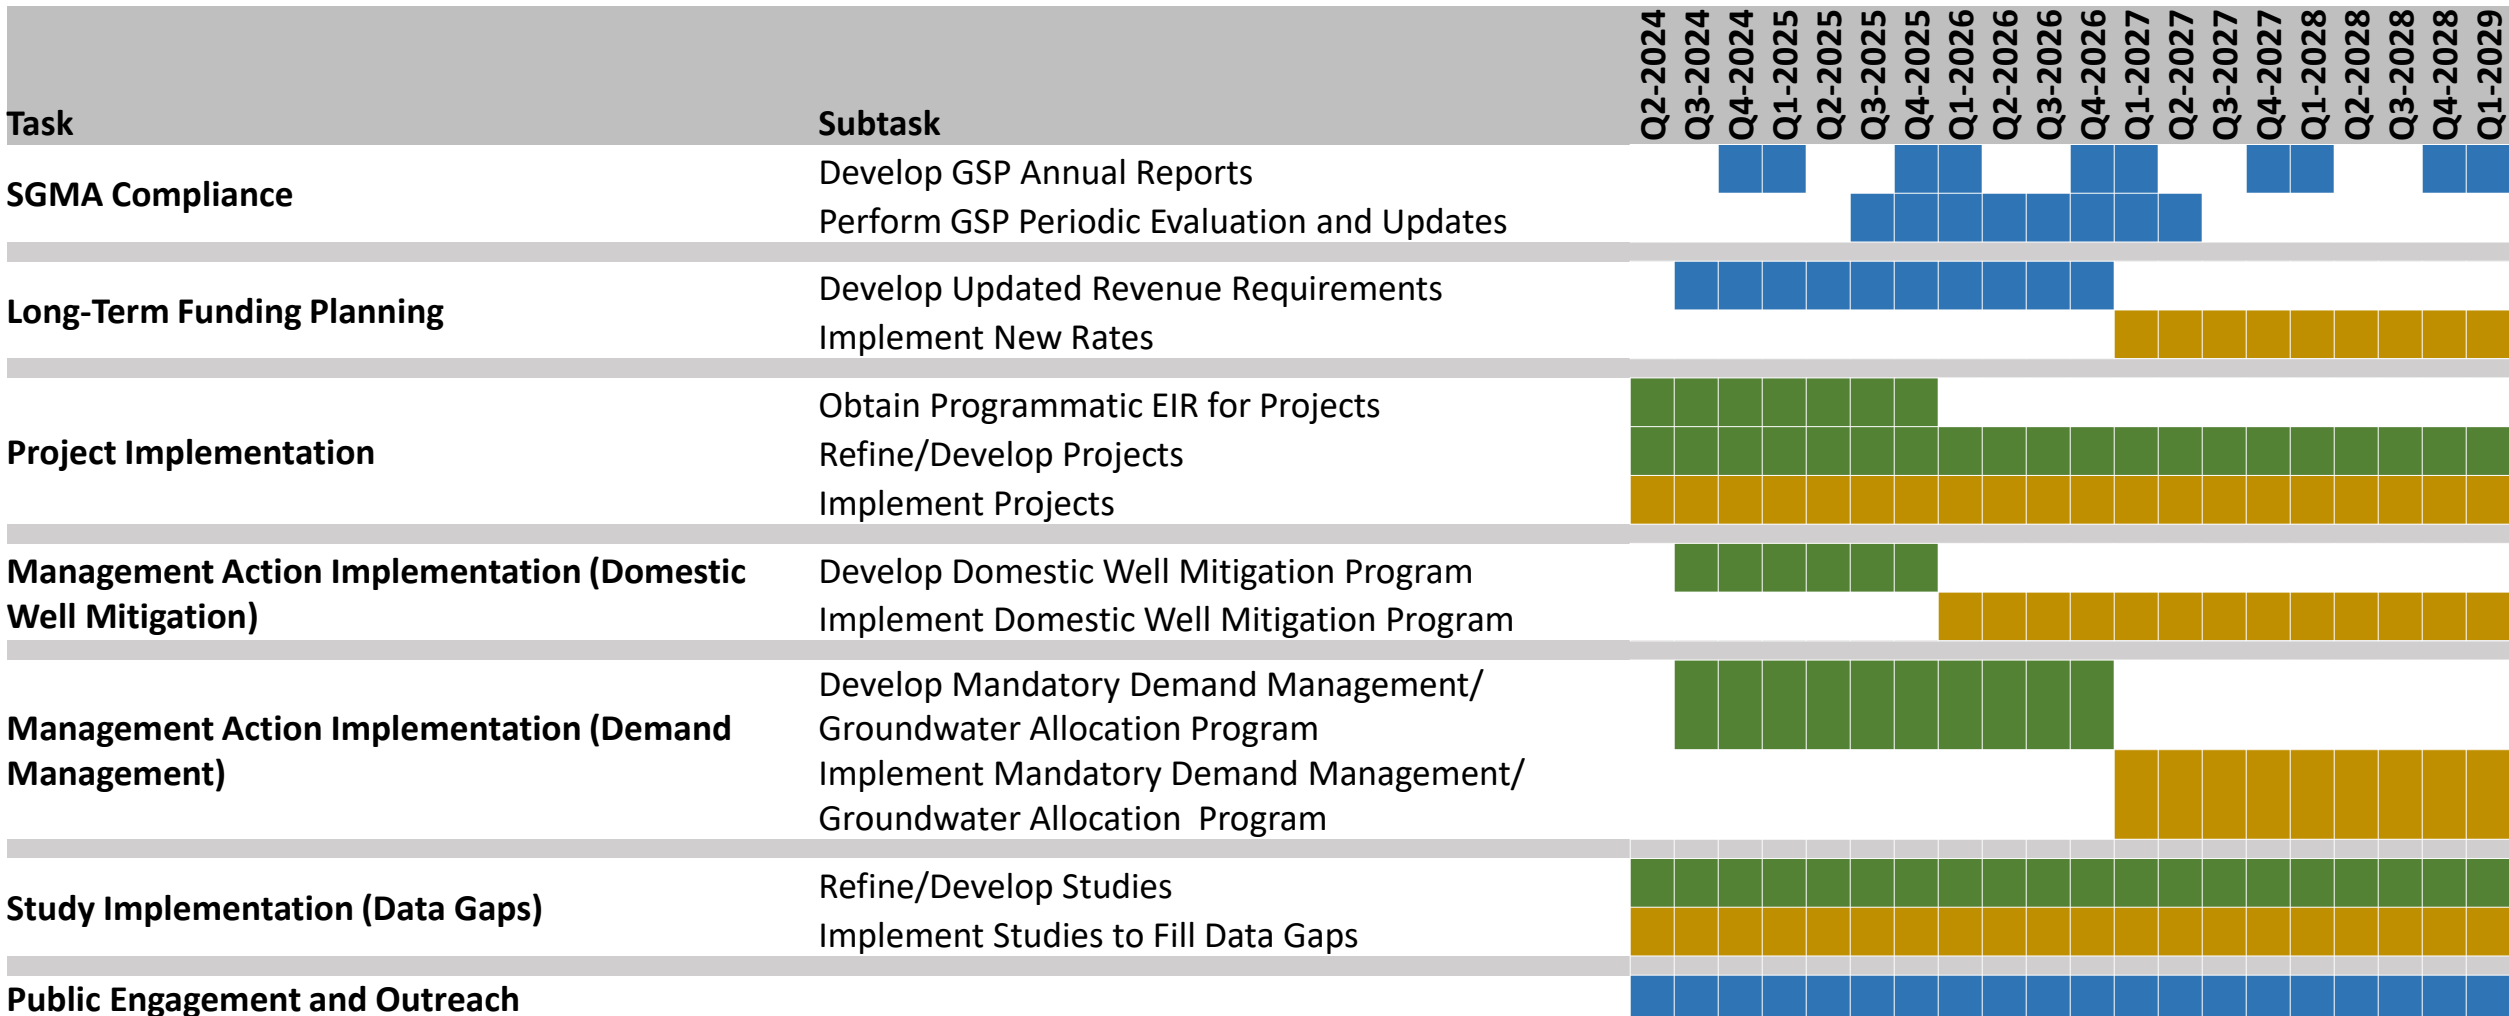 Task
Subtask
Q2-2024
Q3-2024
Q4-2024
Q1-2025
Q2-2025
Q3-2025
Q4-2025
Q1-2026
Q2-2026
Q3-2026
Q4-2026
Q1-2027
Q2-2027
Q3-2027
Q4-2027
Q1-2028
Q2-2028
Q3-2028
Q4-2028
Q1-2029
SGMA Compliance
Develop GSP Annual Reports
Perform GSP Periodic Evaluation and Updates
Long-Term Funding Planning
Develop Updated Revenue Requirements
Implement New Rates
Project Implementation
Obtain Programmatic EIR for Projects
Refine/Develop Projects
Implement Projects
Management Action Implementation (Domestic
Well Mitigation)
Develop Domestic Well Mitigation Program
Implement Domestic Well Mitigation Program
Management Action Implementation (Demand
Management)
Develop Mandatory Demand Management/
Groundwater Allocation Program
Implement Mandatory Demand Management/
Groundwater Allocation  Program
Study Implementation (Data Gaps)
Refine/Develop Studies
Implement Studies to Fill Data Gaps
Public Engagement and Outreach